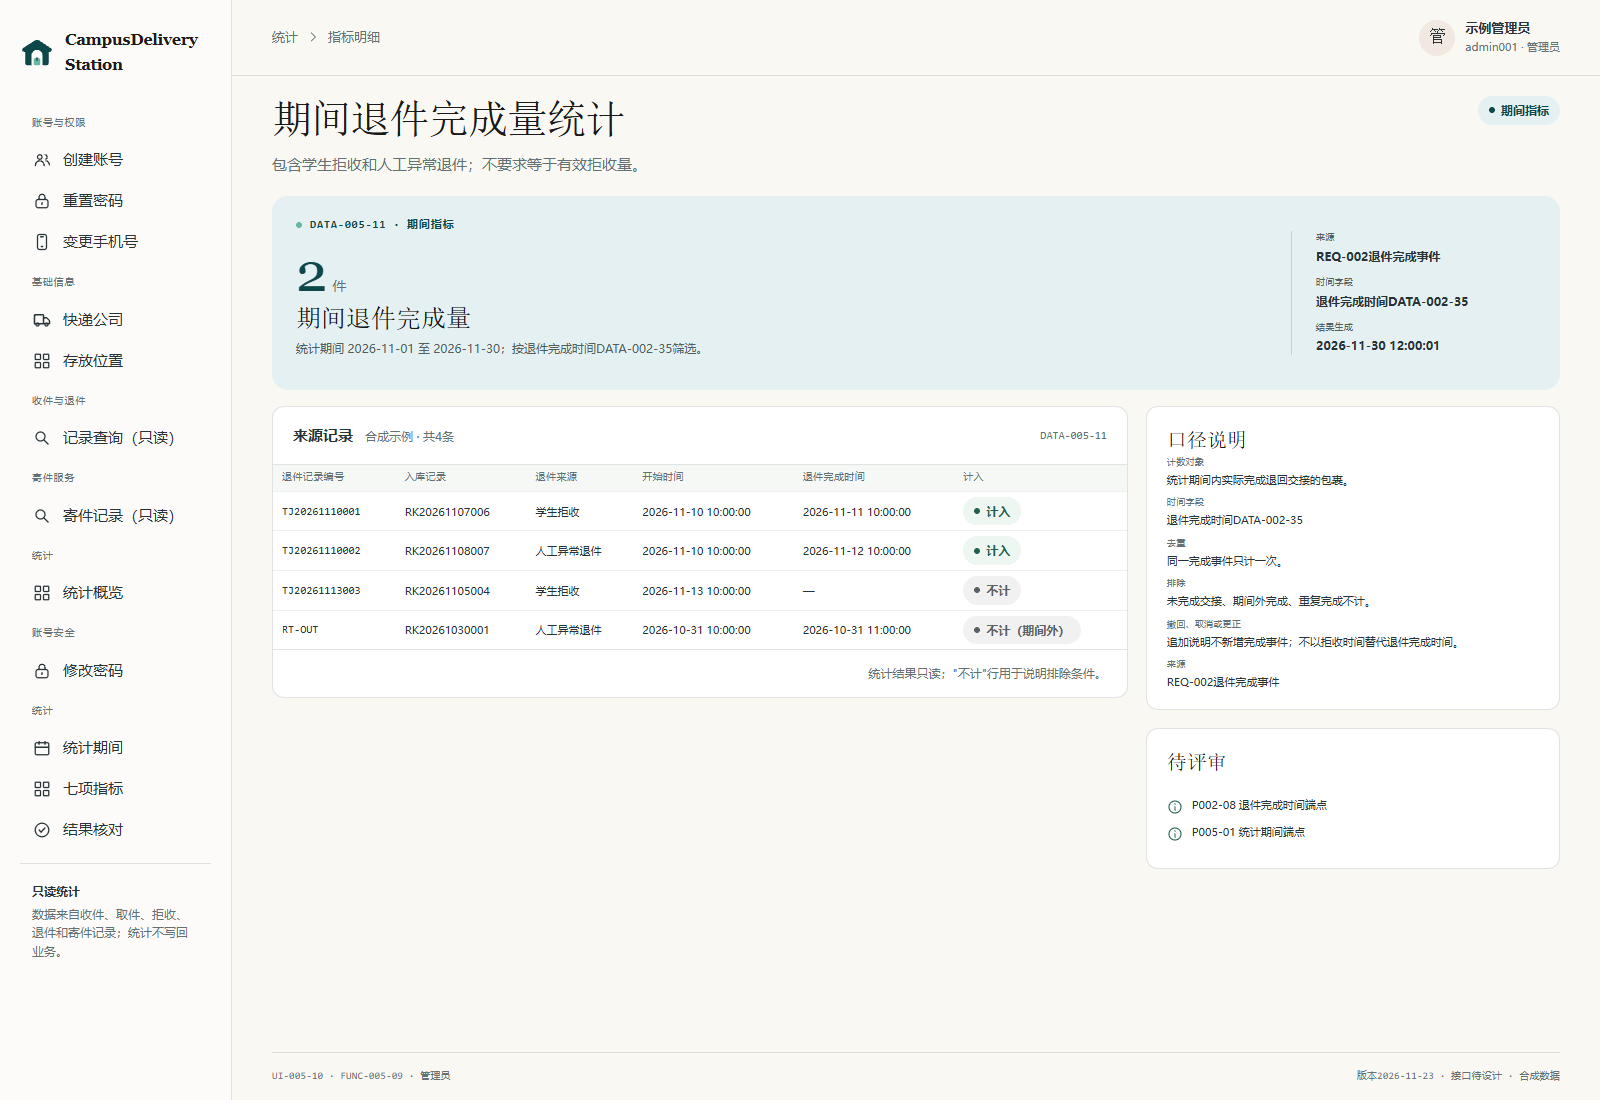 CampusDelivery
Station
账号与权限
创建账号
重置密码
变更手机号
基础信息
快递公司
存放位置
收件与退件
记录查询（只读）
寄件服务
寄件记录（只读）
统计
统计概览
账号安全
修改密码
统计
统计期间
七项指标
结果核对
只读统计
数据来自收件、取件、拒收、
退件和寄件记录；统计不写回
业务。
统计 > 指标明细
管
示例管理员
admin001 · 管理员
期间退件完成量统计
期间指标
包含学生拒收和人工异常退件；不要求等于有效拒收量。
DATA-005-11 · 期间指标
2 件
期间退件完成量
统计期间 2026-11-01 至 2026-11-30；按退件完成时间DATA-002-35筛选。
来源
REQ-002退件完成事件
时间字段
退件完成时间DATA-002-35
结果生成
2026-11-30 12:00:01
来源记录 合成示例 · 共4条 DATA-005-11
退件记录编号 入库记录 退件来源 开始时间 退件完成时间 计入
TJ20261110001 RK20261107006 学生拒收 2026-11-10 10:00:00 2026-11-11 10:00:00 计入
TJ20261110002 RK20261108007 人工异常退件 2026-11-10 10:00:00 2026-11-12 10:00:00 计入
TJ20261113003 RK20261105004 学生拒收 2026-11-13 10:00:00 — 不计
RT-OUT RK20261030001 人工异常退件 2026-10-31 10:00:00 2026-10-31 11:00:00 不计（期间外）
统计结果只读；"不计"行用于说明排除条件。
口径说明
计数对象
统计期间内实际完成退回交接的包裹。
时间字段
退件完成时间DATA-002-35
去重
同一完成事件只计一次。
排除
未完成交接、期间外完成、重复完成不计。
撤回、取消或更正
追加说明不新增完成事件；不以拒收时间替代退件完成时间。
来源
REQ-002退件完成事件
待评审
P002-08 退件完成时间端点
P005-01 统计期间端点
UI-005-10 · FUNC-005-09 · 管理员
版本2026-11-23 · 接口待设计 · 合成数据